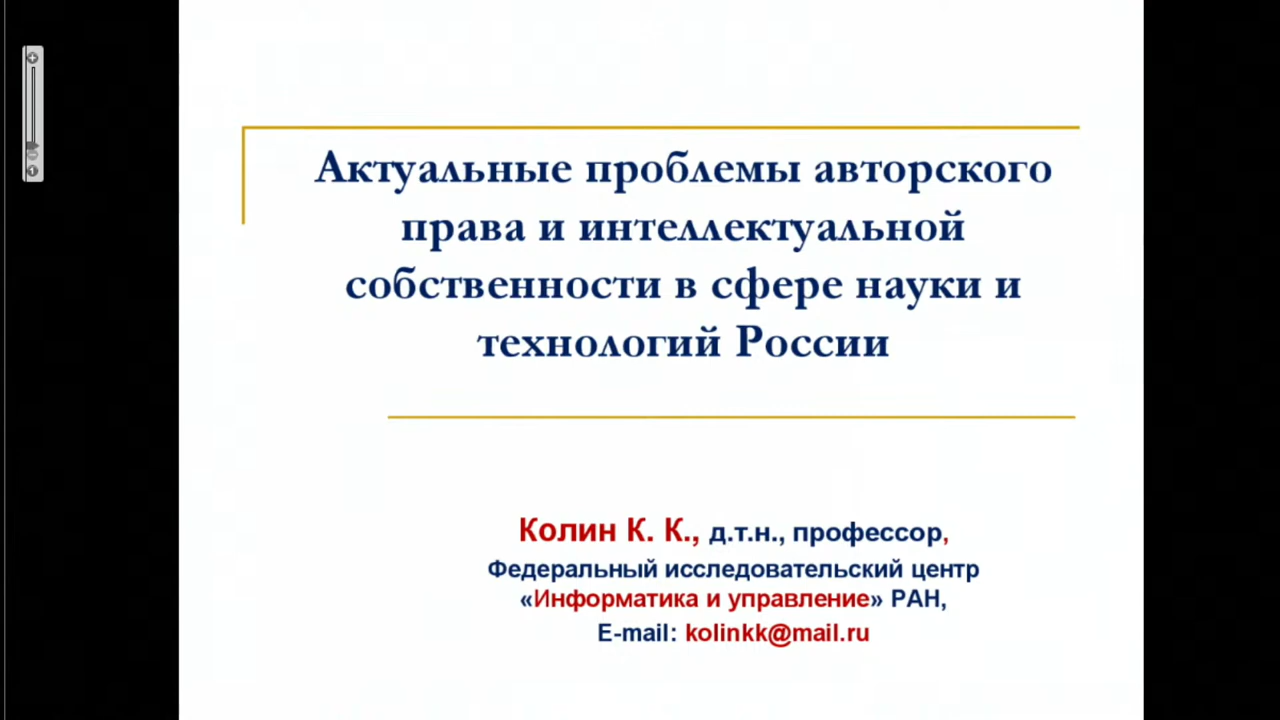 Актуальные проблемы авторского
права и интеллектуальной
собственности в сфере науки и
технологий России
Колин К. К., д.т.н., профессор,
Федеральный исследовательский центр
«Информатика и управление» РАН,
E-mail: kolinkk@mail.ru